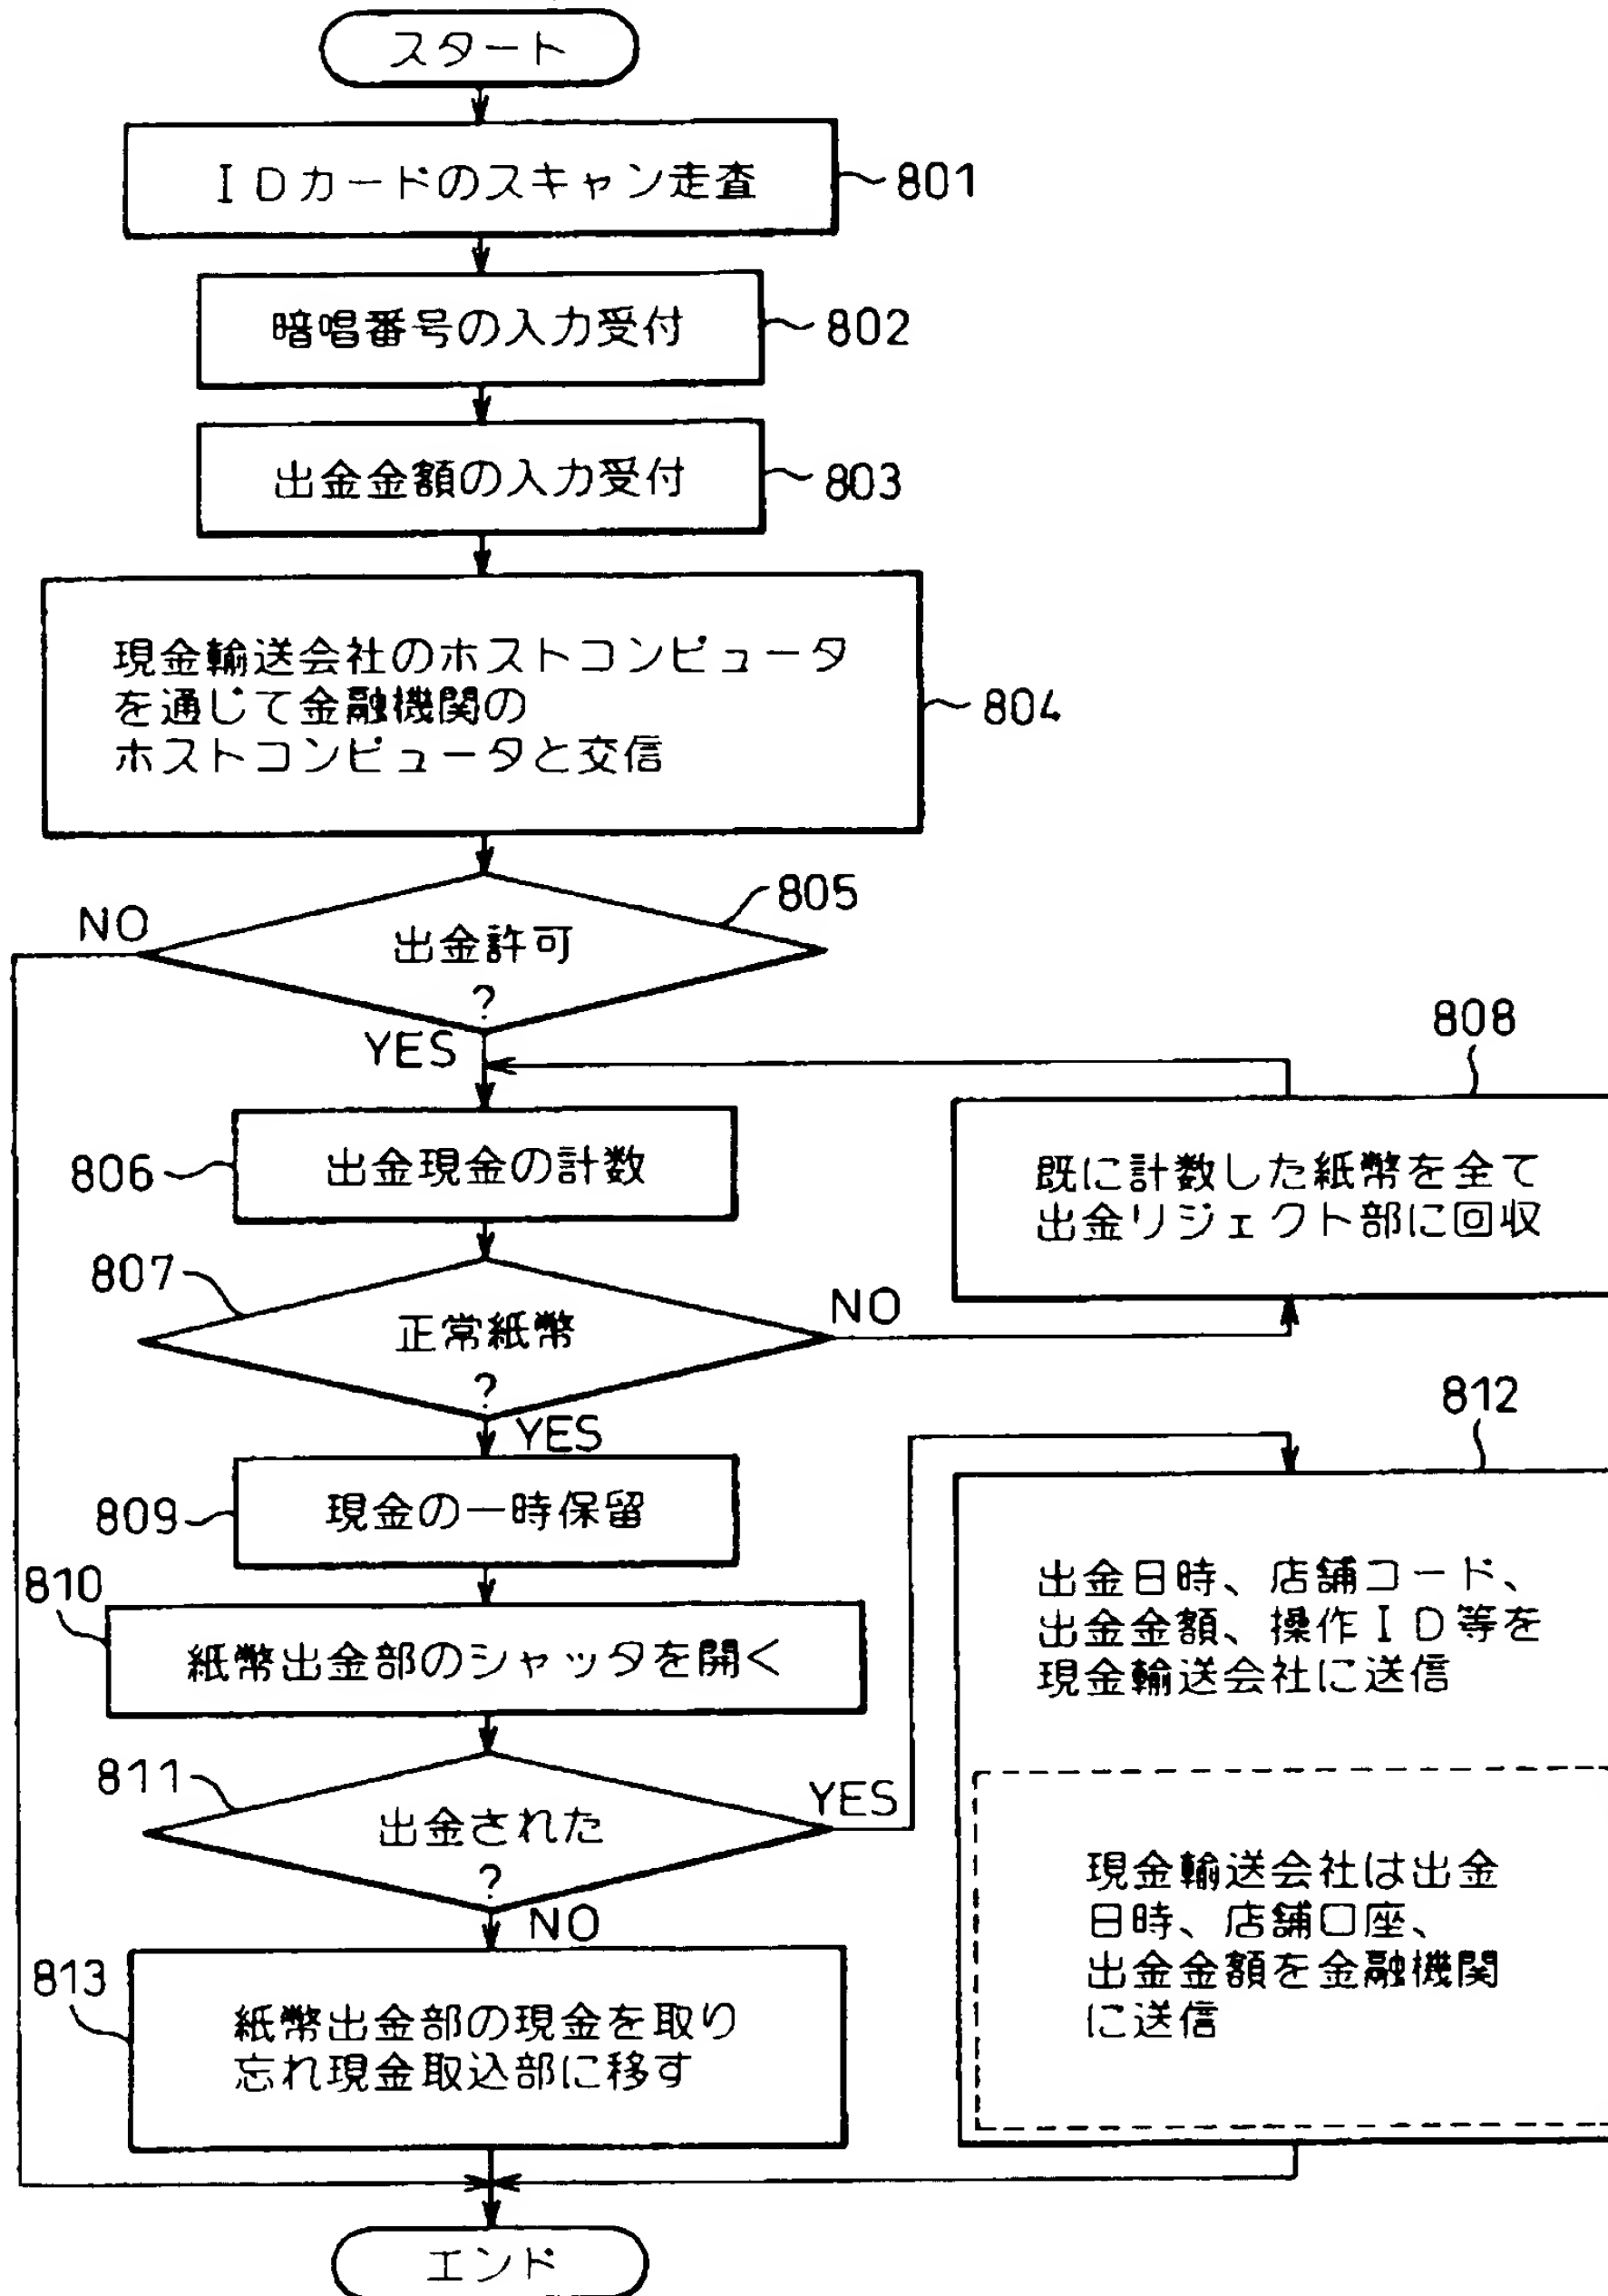 スタート
IDカードのスキャン走査
801
暗唱番号の入力受付
802
出金金額の入力受付
803
現金輸送会社のホストコンピュータ
を通じて金融機関の
ホストコンピュータと交信
804
出金許可
?
805
NO
YES
出金現金の計数
806
正常紙幣
?
807
NO
YES
808
既に計数した紙幣を全て
出金リジェクト部に回収
現金の一時保留
809
810
紙幣出金部のシャッタを開く
811
出金された
?
YES
NO
812
出金日時、店舗コード、
出金金額、操作ID等を
現金輸送会社に送信
現金輸送会社は出金
日時、店舗口座、
出金金額を金融機関
に送信
813
紙幣出金部の現金を取り
忘れ現金取込部に移す
エンド